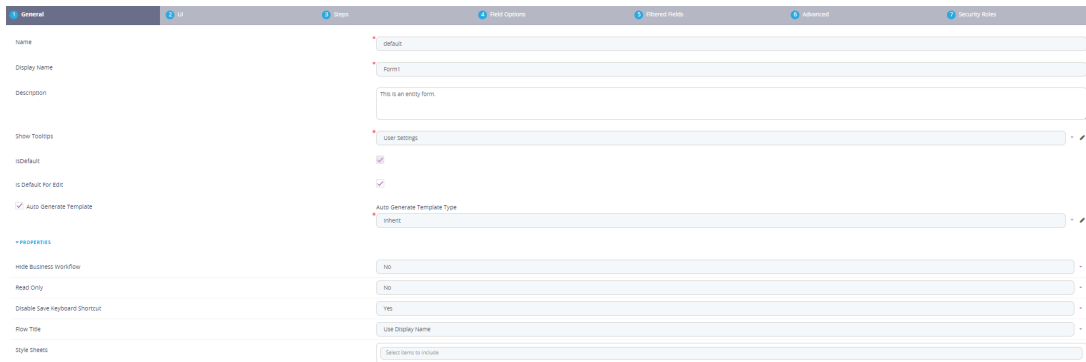 1 General 2 UI 3 Steps 4 Field Options 5 Filtered Fields 6 Advanced 7 Security Roles
Name * default
Display Name * Form1
Description This is an entity form.
Show Tooltips * User Settings
IsDefault
Is Default For Edit
Auto Generate Template Auto Generate Template Type
* Inherit
PROPERTIES
Hide Business Workflow No
Read Only No
Disable Save Keyboard Shortcut Yes
Flow Title Use Display Name
Style Sheets Select items to include